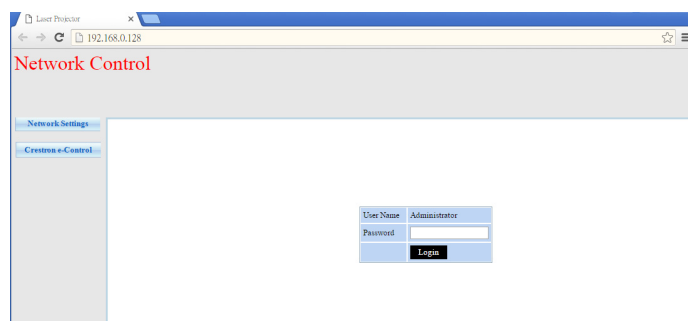 Laser Projector
192.168.0.128
Network Control
Network Settings
Crestron e-Control
User Name Administrator
Password
Login